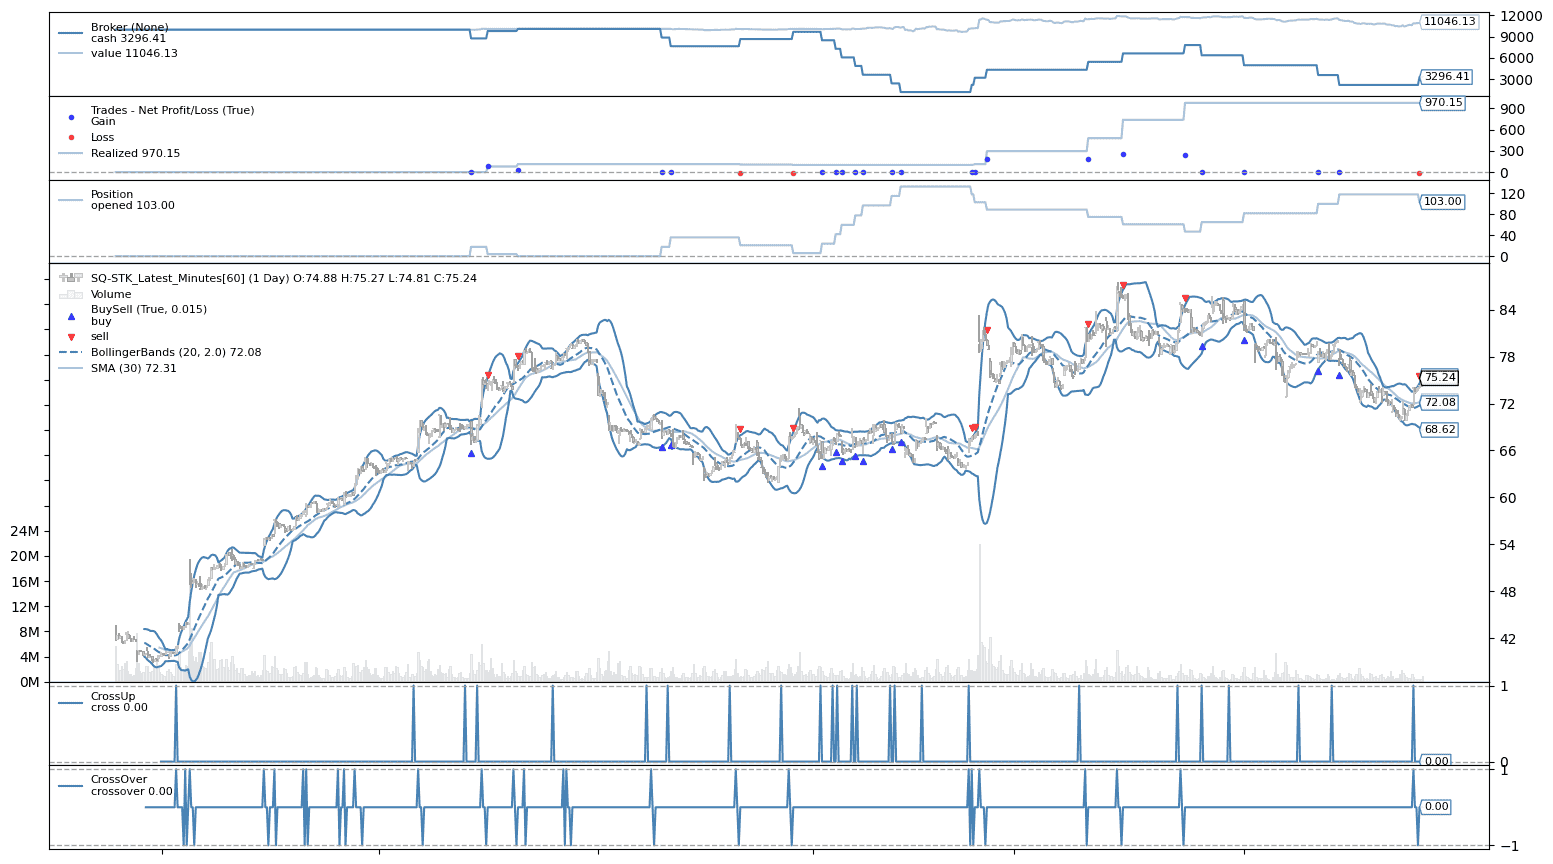 Broker (None)
cash 3296.41
value 11046.13
11046.13
3296.41
12000
9000
6000
3000
Trades - Net Profit/Loss (True)
Gain
Loss
Realized 970.15
970.15
900
600
300
0
Position
opened 103.00
103.00
120
80
40
0
SQ-STK_Latest_Minutes[60] (1 Day) O:74.88 H:75.27 L:74.81 C:75.24
Volume
BuySell (True, 0.015)
buy
sell
BollingerBands (20, 2.0) 72.08
SMA (30) 72.31
75.24
72.08
68.62
84
78
72
66
60
54
48
42
24M
20M
16M
12M
8M
4M
0M
CrossUp
cross 0.00
0.00
1
0
CrossOver
crossover 0.00
0.00
1
−1